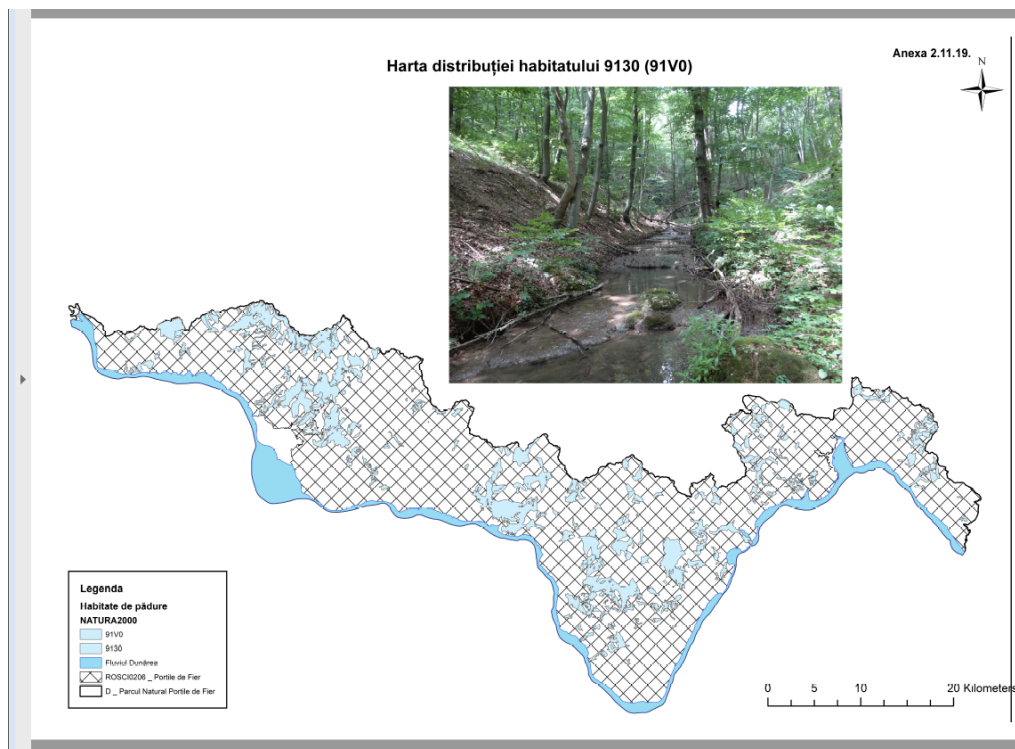 Anexa 2.11.19.
Harta distribuției habitatului 9130 (91V0)
N
Legenda
Habitate de pădure
NATURA2000
91V0
9130
Fluviul Dunărea
ROSCI0206 _ Portile de Fier
D _ Parcul Natural Portile de Fier
0 5 10 20 Kilometers